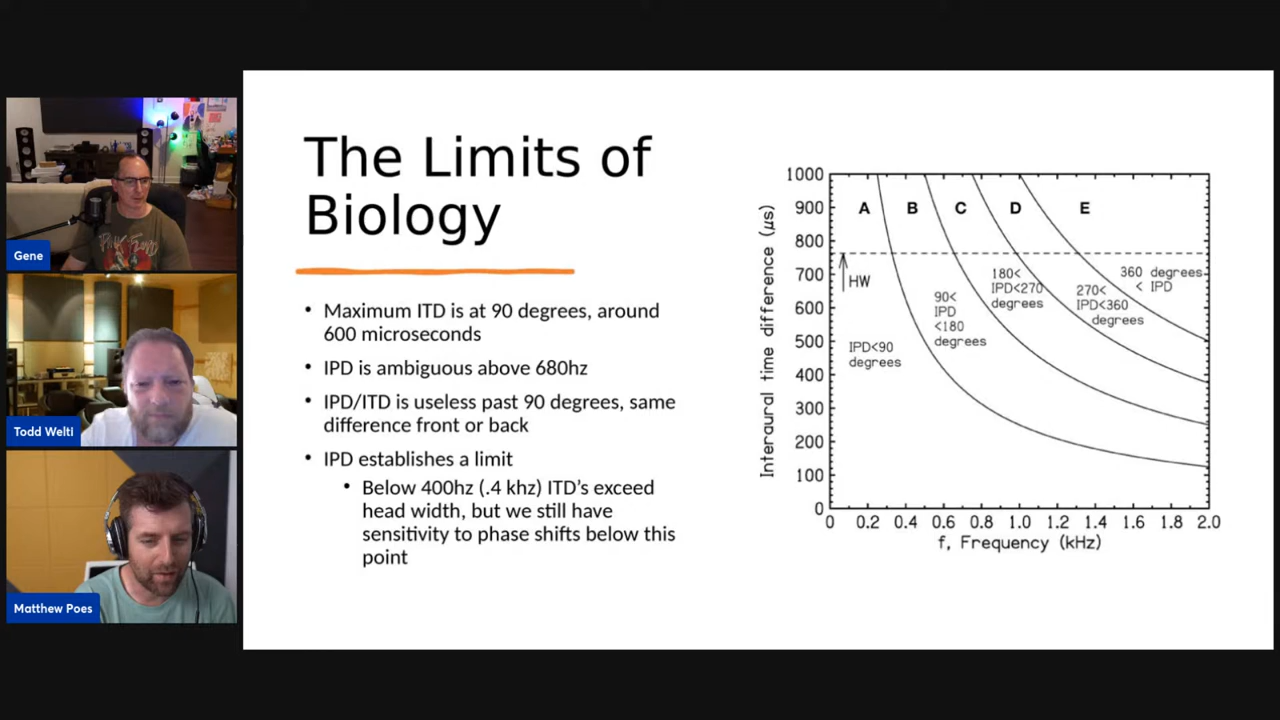 Gene
Todd Welti
Matthew Poes
The Limits of
Biology
• Maximum ITD is at 90 degrees, around
600 microseconds
• IPD is ambiguous above 680hz
• IPD/ITD is useless past 90 degrees, same
difference front or back
• IPD establishes a limit
• Below 400hz (.4 khz) ITD’s exceed
head width, but we still have
sensitivity to phase shifts below this
point
Interaural time difference (μs)
1000
900
800
700
600
500
400
300
200
100
0
A
B
C
D
E
HW
IPD<90
degrees
90<
IPD
<180
degrees
180<
IPD<270
degrees
270<
IPD<360
degrees
360 degrees
< IPD
0 0.2 0.4 0.6 0.8 1.0 1.2 1.4 1.6 1.8 2.0
f, Frequency (kHz)